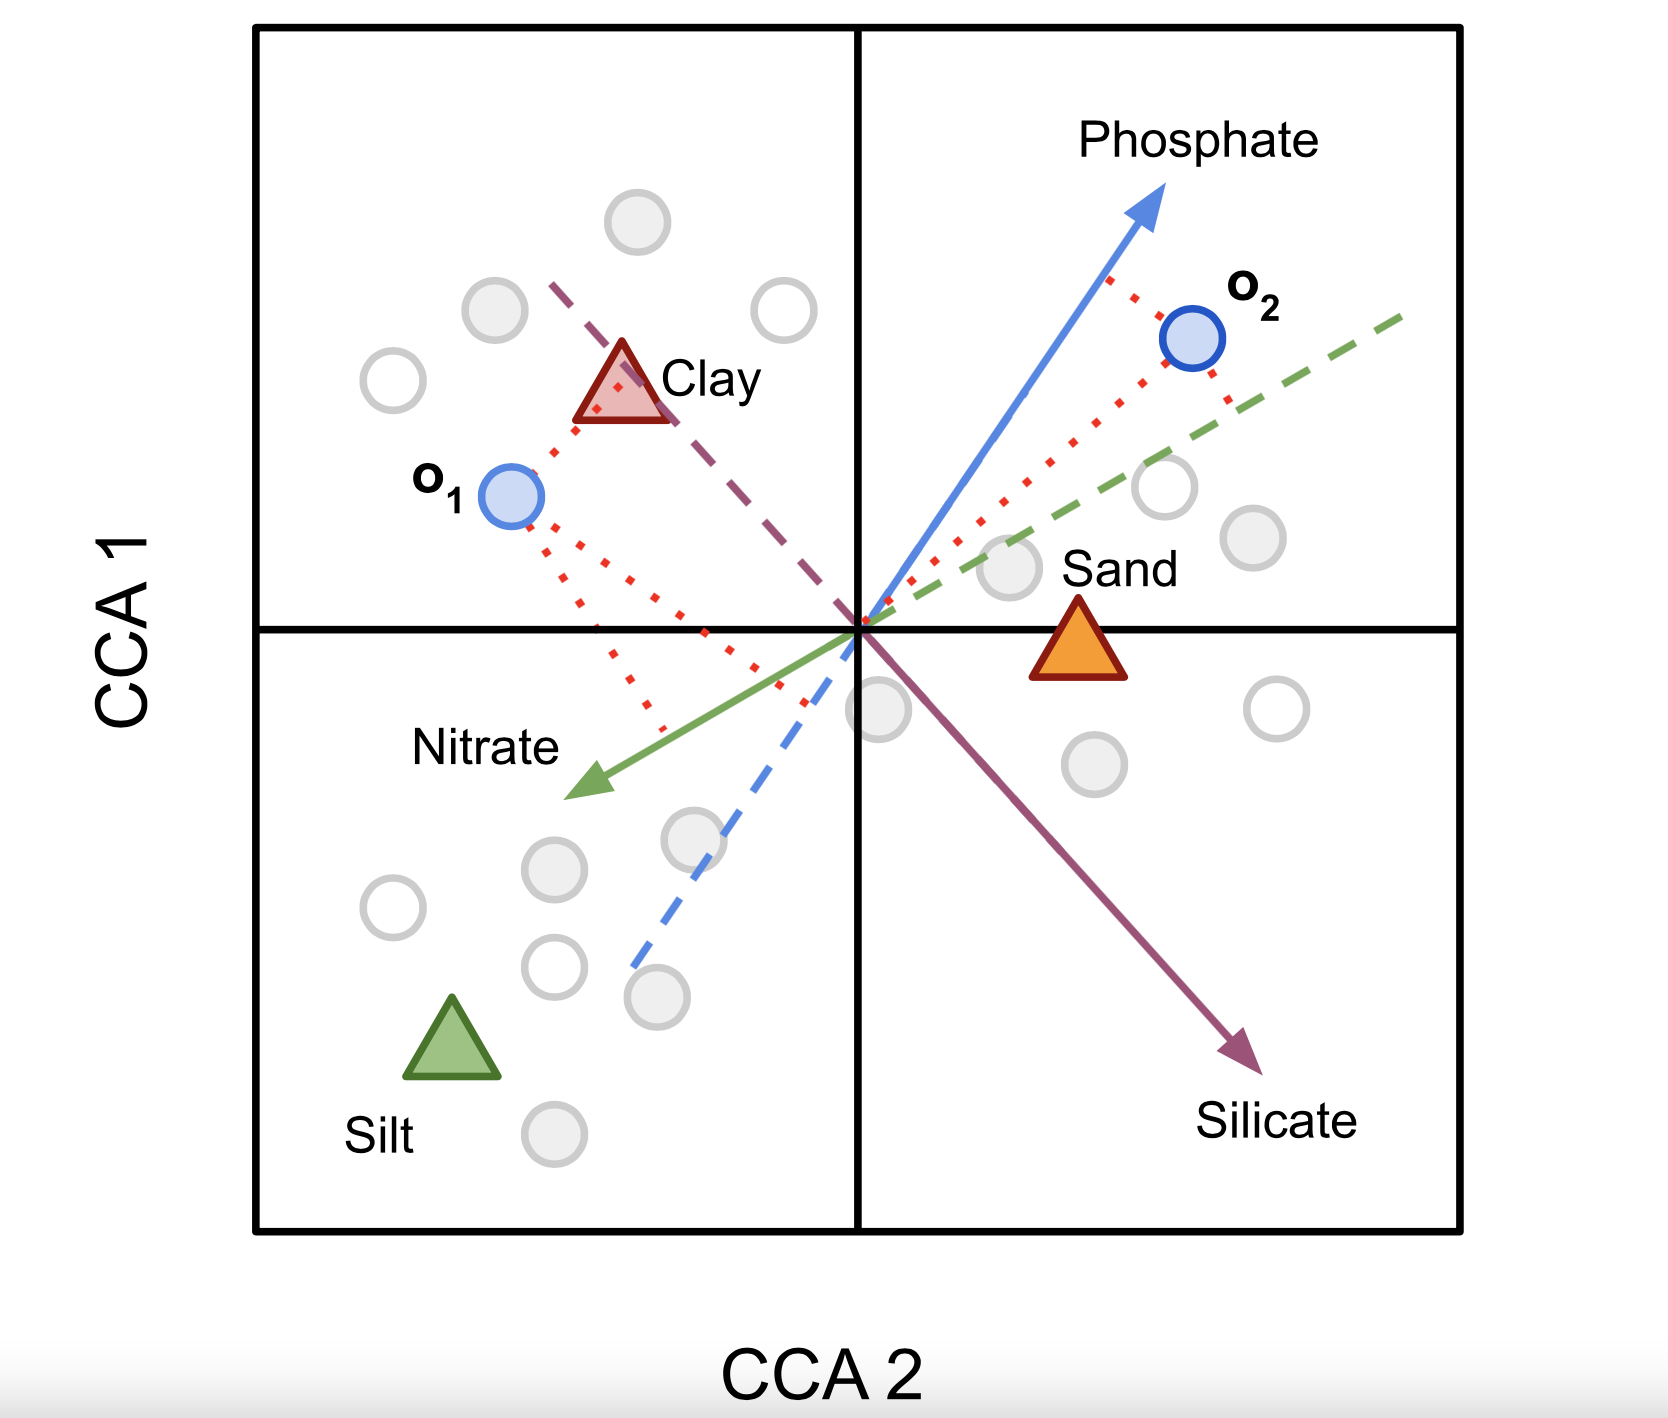 Phosphate
o2
Clay
o1
Sand
CCA 1
Nitrate
Silicate
Silt
CCA 2